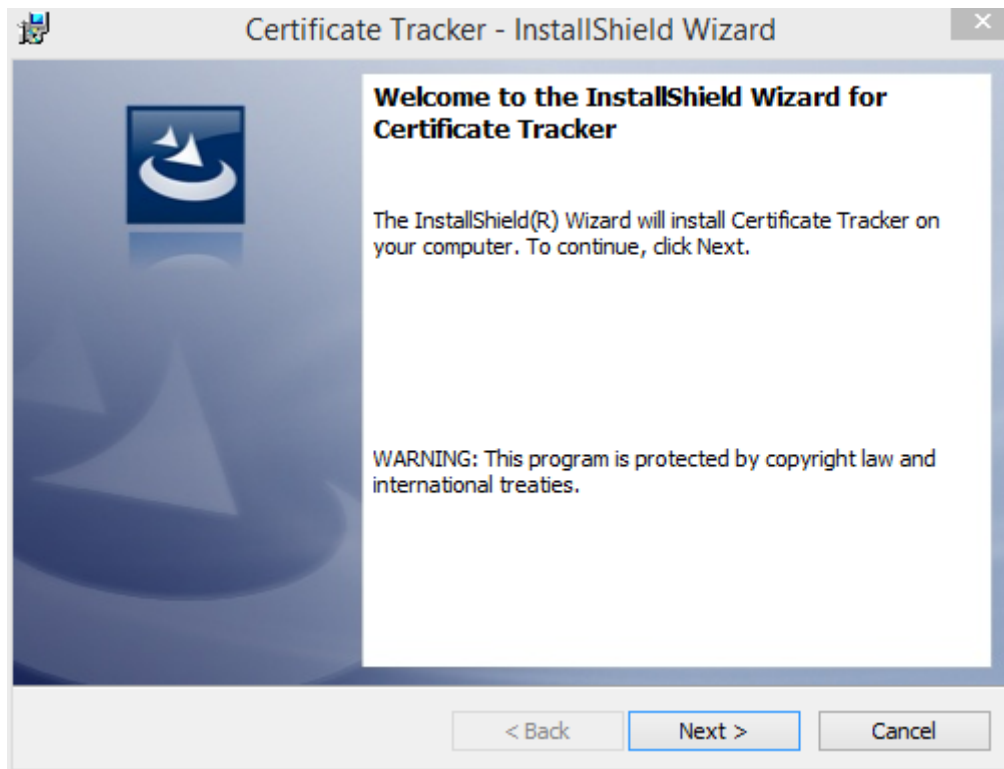 Certificate Tracker - InstallShield Wizard
Welcome to the InstallShield Wizard for
Certificate Tracker
The InstallShield(R) Wizard will install Certificate Tracker on
your computer. To continue, click Next.
WARNING: This program is protected by copyright law and
international treaties.
< Back
Next >
Cancel